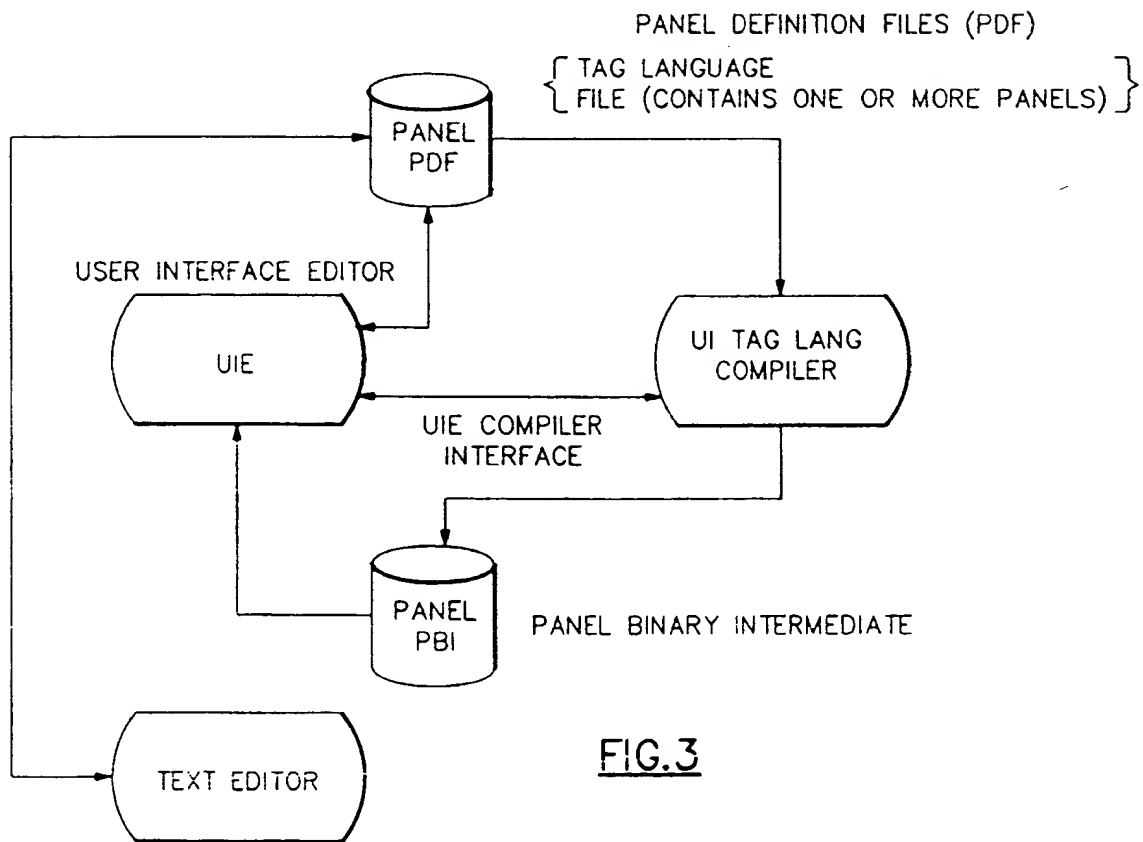 PANEL DEFINITION FILES (PDF)
TAG LANGUAGE
FILE (CONTAINS ONE OR MORE PANELS)
PANEL
PDF
USER INTERFACE EDITOR
UIE
UI TAG LANG
COMPILER
UIE COMPILER
INTERFACE
PANEL
PBI
PANEL BINARY INTERMEDIATE
TEXT EDITOR
FIG.3